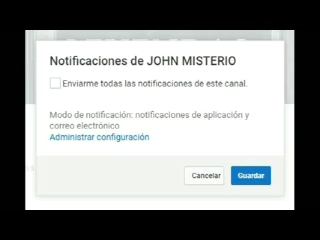 Notificaciones de JOHN MISTERIO
Enviarme todas las notificaciones de este canal.
Modo de notificación: notificaciones de aplicación y
correo electrónico
Administrar configuración
Cancelar
Guardar